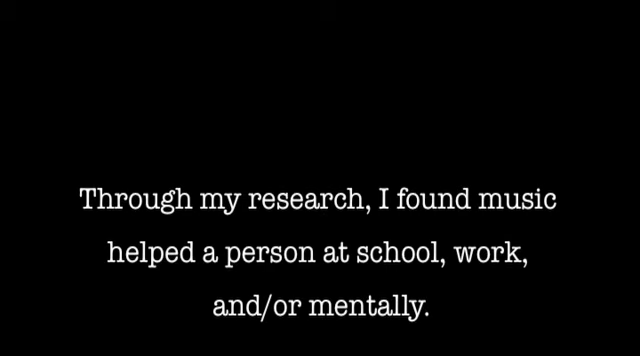 Through my research, I found music
helped a person at school, work,
and/or mentally.